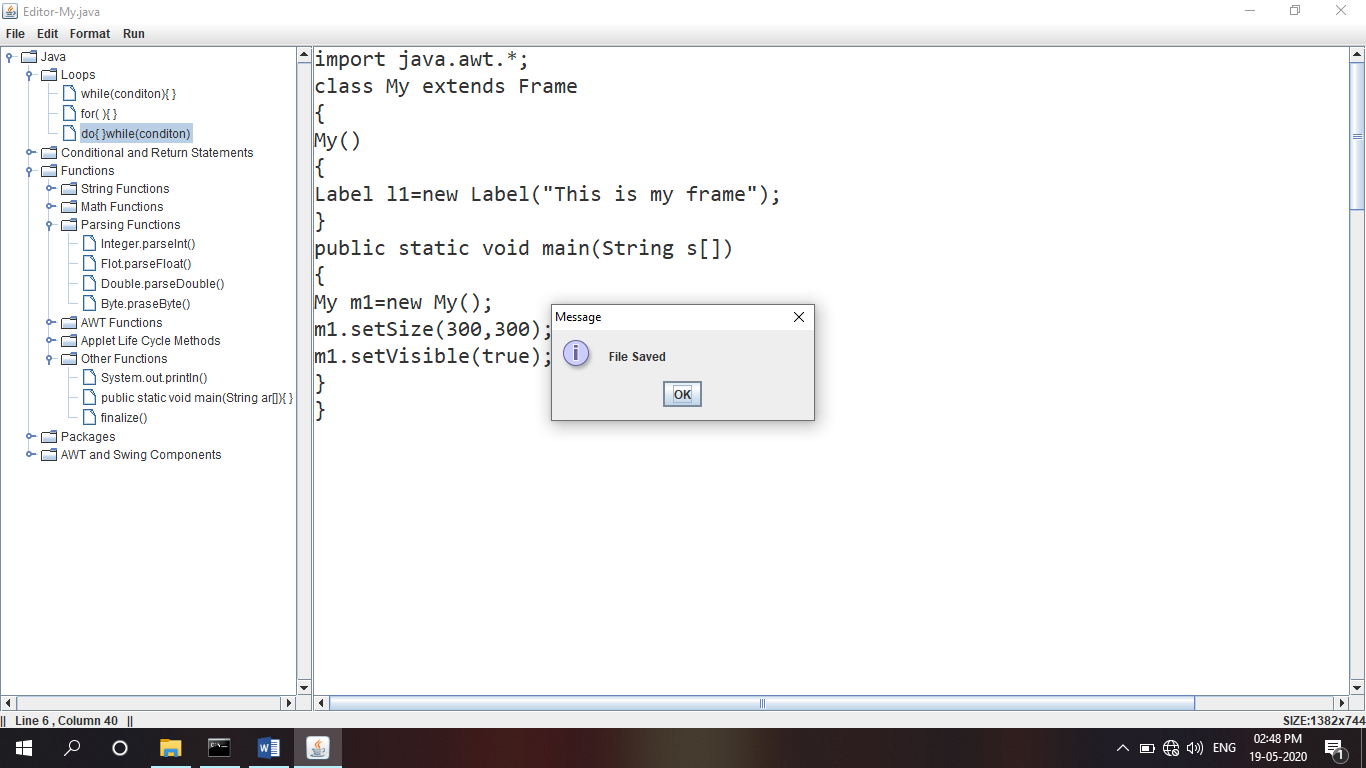 Editor-My.java
File Edit Format Run
Java
Loops
while(conditon){ }
for( ){ }
do{ }while(conditon)
Conditional and Return Statements
Functions
String Functions
Math Functions
Parsing Functions
Integer.parseInt()
Flot.parseFloat()
Double.parseDouble()
Byte.praseByte()
AWT Functions
Applet Life Cycle Methods
Other Functions
System.out.println()
public static void main(String ar[]){ }
finalize()
Packages
AWT and Swing Components
import java.awt.*;
class My extends Frame
{
My()
{
Label l1=new Label("This is my frame");
}
public static void main(String s[])
{
My m1=new My();
m1.setSize(300,300);
m1.setVisible(true);
}
}
Message
File Saved
OK
|| Line 6 , Column 40 ||
SIZE:1382x744
ENG
02:48 PM
19-05-2020
1